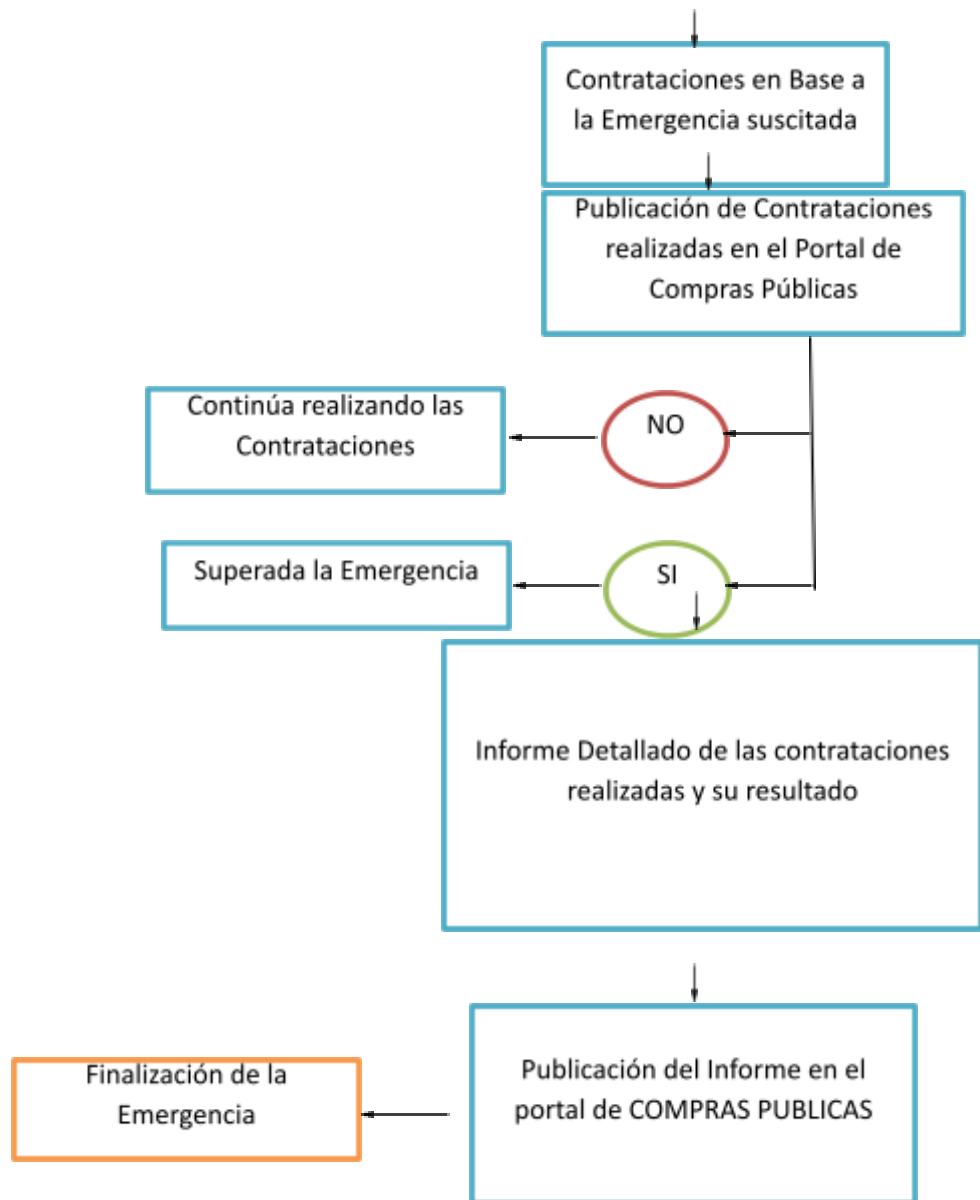 Contrataciones en Base a
la Emergencia suscitada
Publicación de Contrataciones
realizadas en el Portal de
Compras Públicas
Continúa realizando las
Contrataciones
NO
Superada la Emergencia
SI
Informe Detallado de las contrataciones
realizadas y su resultado
Publicación del Informe en el
portal de COMPRAS PUBLICAS
Finalización de la
Emergencia